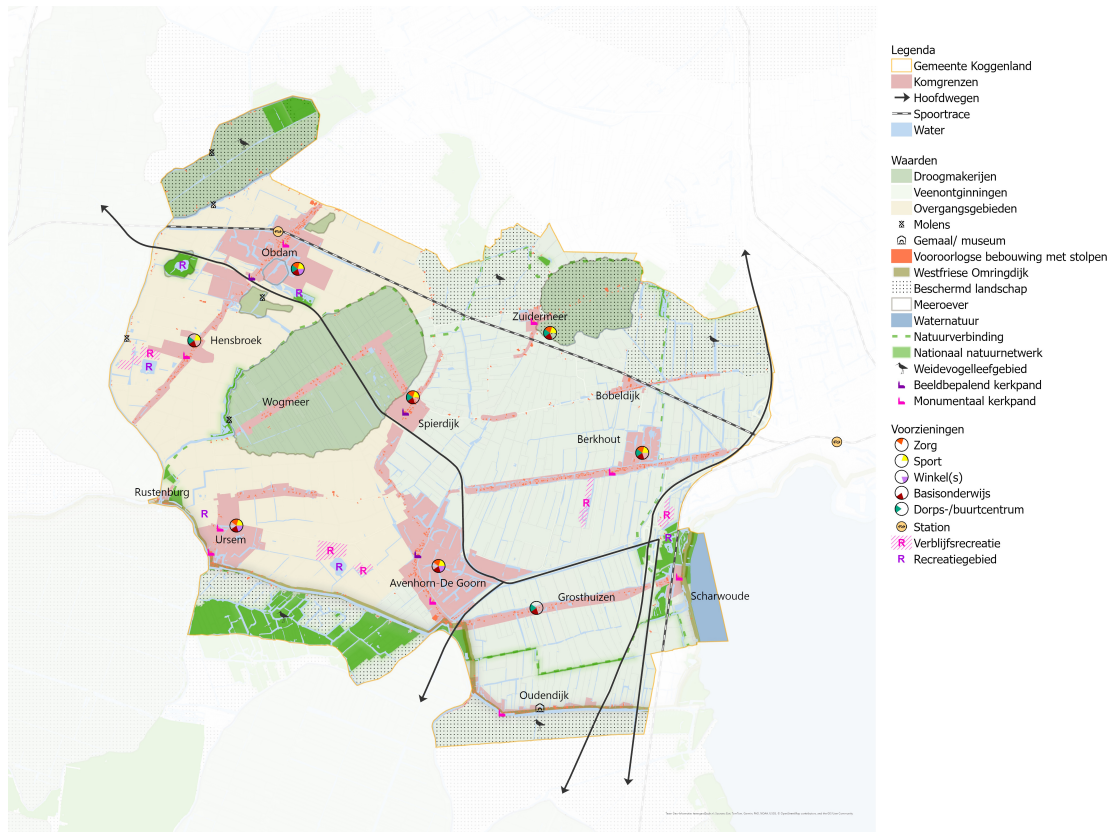 Obdam
R
R
Hensbroek
R
R
Zuidermeer
Wogmeer
Spierdijk
Bobeldijk
Berkhout
Rustenburg
R
R
R
R
Ursem
R
R
R
Avenhorn-De Goorn
Grosthuizen
Scharwoude
Oudendijk
Legenda
Gemeente Koggenland
Komgrenzen
Hoofdwegen
Spoortrace
Water
Waarden
Droogmakerijen
Veenontginningen
Overgangsgebieden
Molens
Gemaal/ museum
Vooroorlogse bebouwing met stolpen
Westfriese Omringdijk
Beschermd landschap
Meeroever
Waternatuur
Natuurverbinding
Nationaal natuurnetwerk
Weidevogelleefgebied
Beeldbepalend kerkpand
Monumentaal kerkpand
Voorzieningen
Zorg
Sport
Winkel(s)
Basisonderwijs
Dorps-/buurtcentrum
Station
R Verblijfsrecreatie
R Recreatiegebied